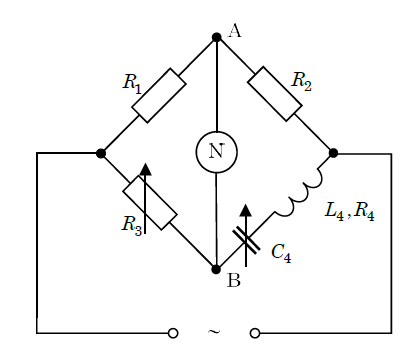 A
R₁
R₂
N
R₃
L₄,R₄
C₄
B
~